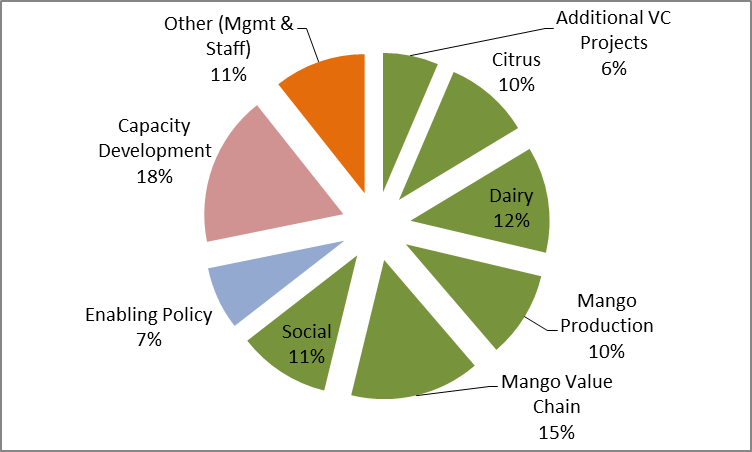 Additional VC
Projects
6%
Citrus
10%
Dairy
12%
Mango
Production
10%
Mango Value
Chain
15%
Social
11%
Enabling Policy
7%
Capacity
Development
18%
Other (Mgmt &
Staff)
11%